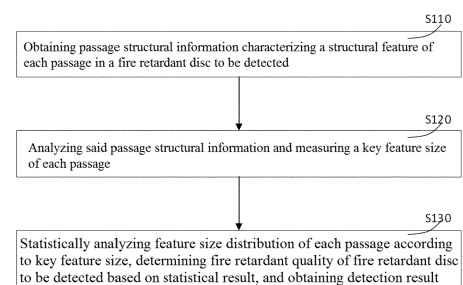 S110
Obtaining passage structural information characterizing a structural feature of
each passage in a fire retardant disc to be detected
S120
Analyzing said passage structural information and measuring a key feature size
of each passage
S130
Statistically analyzing feature size distribution of each passage according
to key feature size, determining fire retardant quality of fire retardant disc
to be detected based on statistical result, and obtaining detection result